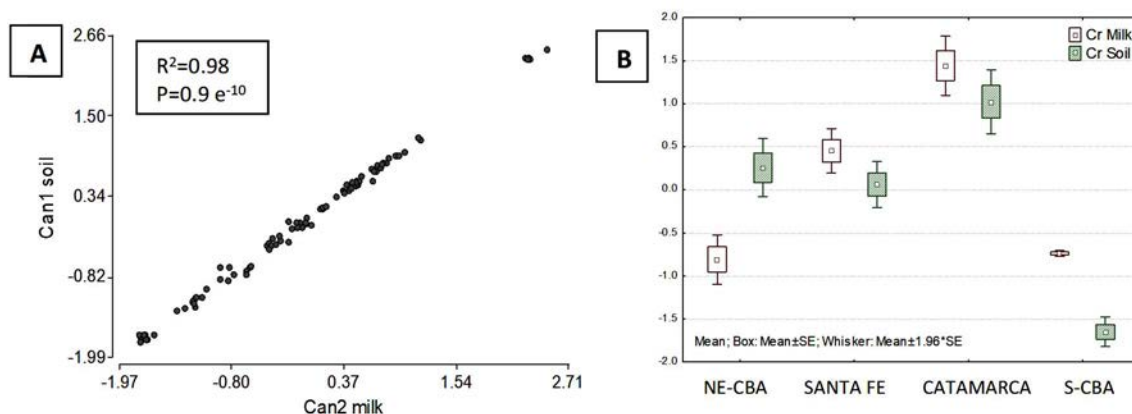 A
R²=0.98
P=0.9 e⁻¹⁰
2.66
1.50
0.34
-0.82
-1.99
Can1 soil
-1.97
-0.80
0.37
1.54
2.71
Can2 milk
B
Cr Milk
Cr Soil
2.0
1.5
1.0
0.5
0.0
-0.5
-1.0
-1.5
-2.0
Mean; Box: Mean±SE; Whisker: Mean±1.96*SE
NE-CBA
SANTA FE
CATAMARCA
S-CBA